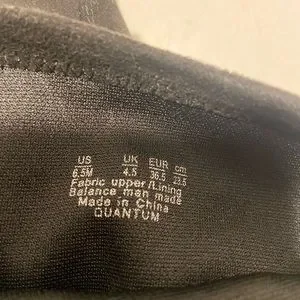 US UK EUR cm
6.5M 4.5 36.5 23.5
Fabric upper/Lining
Balance man made
Made in China
QUANTUM